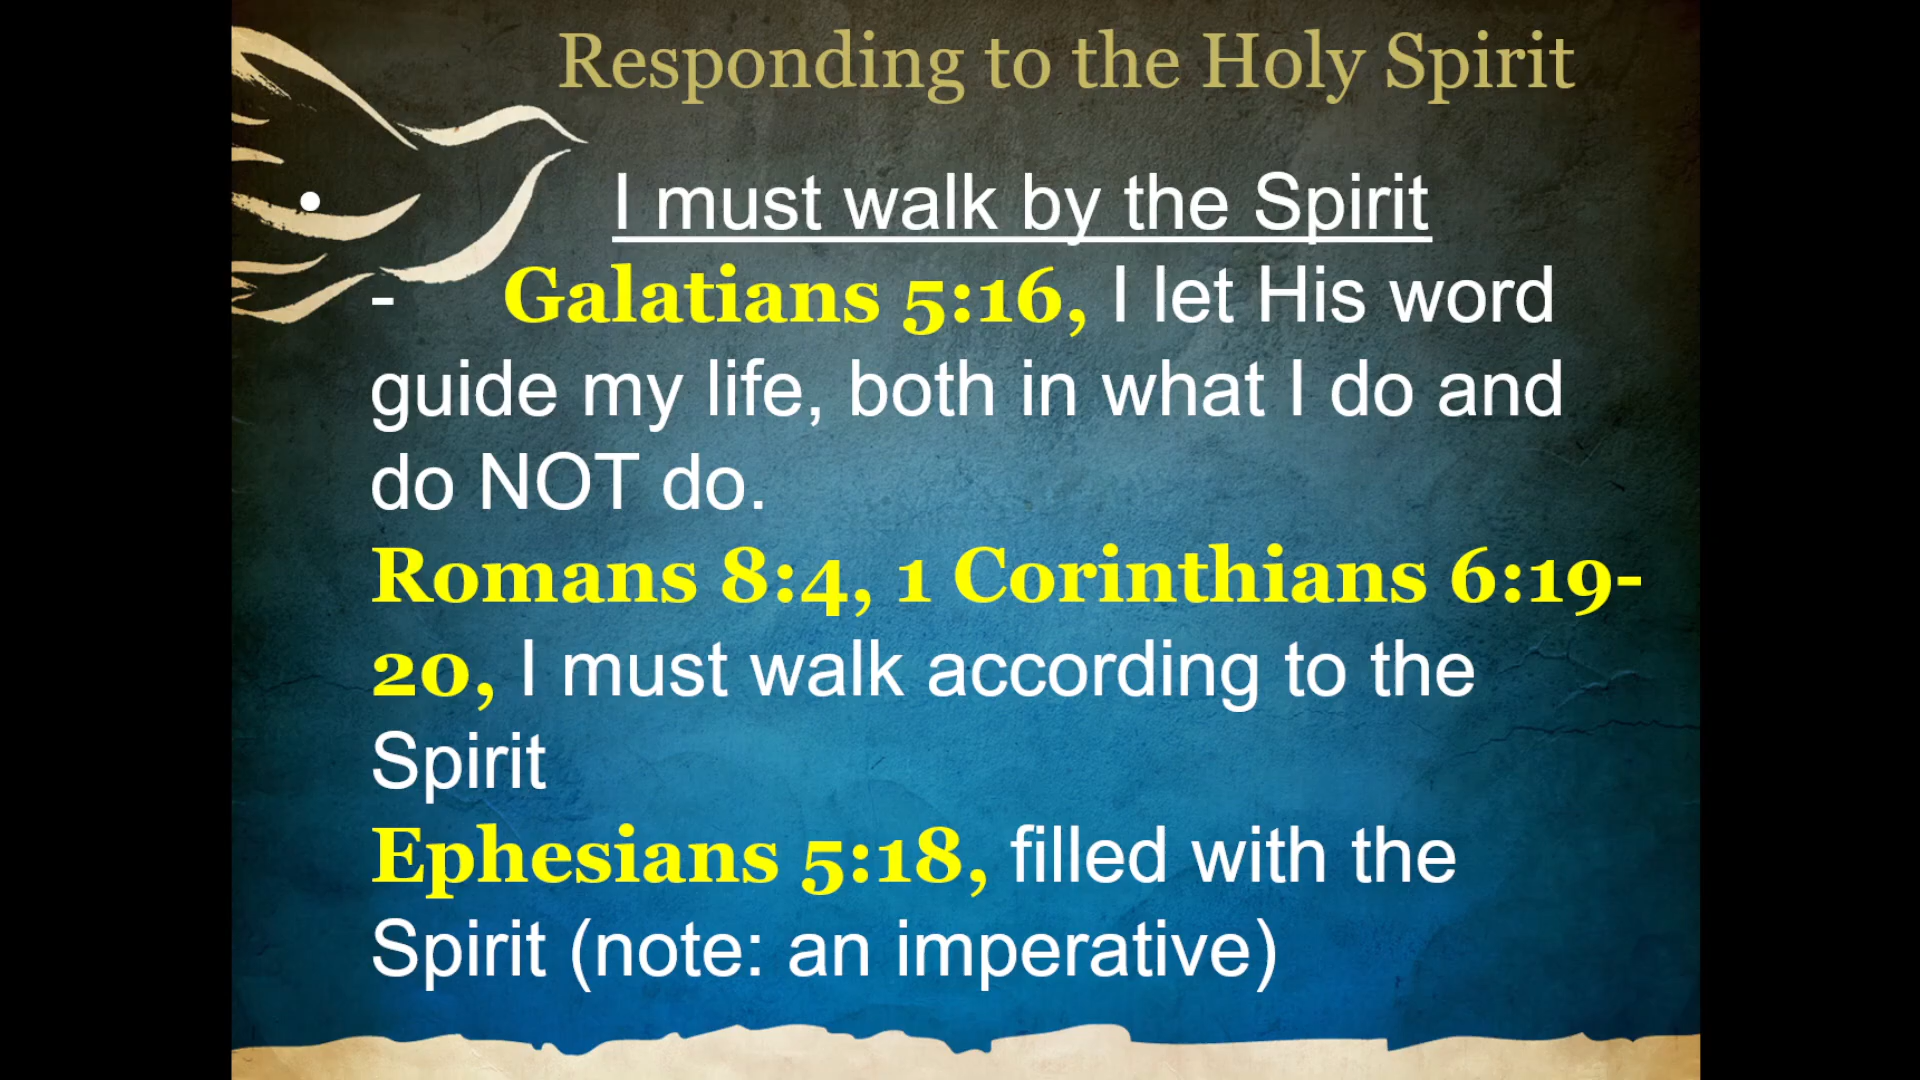 Responding to the Holy Spirit
• I must walk by the Spirit
- Galatians 5:16, I let His word
guide my life, both in what I do and
do NOT do.
Romans 8:4, 1 Corinthians 6:19-
20, I must walk according to the
Spirit
Ephesians 5:18, filled with the
Spirit (note: an imperative)